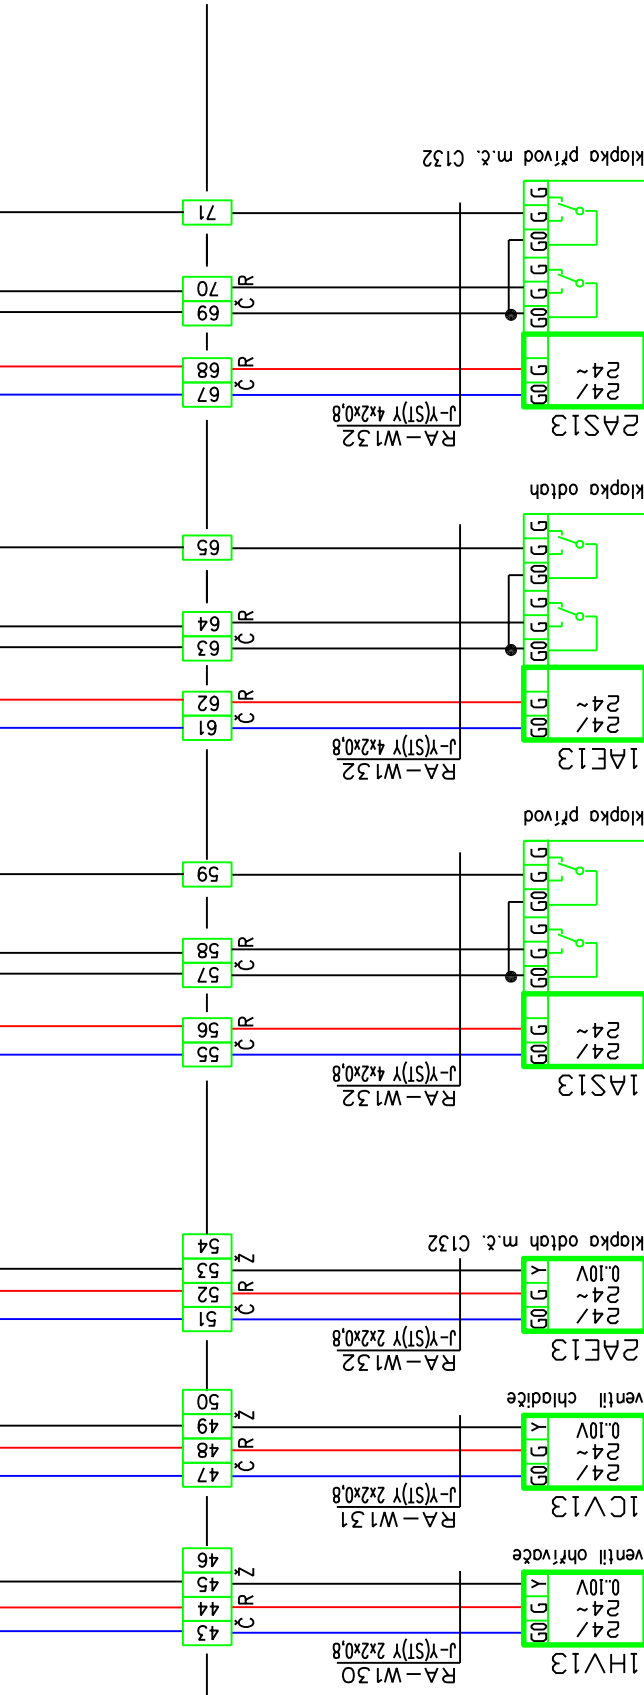 1HV13
24/ G0
24~ G
0..10V Y
ventil ohřívače
RA-W130
J-Y(ST)Y 2x2x0,8
Č 43
R 44
Ž 45
46
1CV13
24/ G0
24~ G
0..10V Y
ventil chladiče
RA-W131
J-Y(ST)Y 2x2x0,8
Č 47
R 48
Ž 49
50
2AE13
24/ G0
24~ G
0..10V Y
klapka odtah m.č. C132
RA-W132
J-Y(ST)Y 2x2x0,8
Č 51
R 52
Ž 53
54
1AS13
24/ G0
24~ G
G0
G
G
G0
G
G
klapka přívod
RA-W132
J-Y(ST)Y 4x2x0,8
Č 55
R 56
Č 57
R 58
59
1AE13
24/ G0
24~ G
G0
G
G
G0
G
G
klapka odtah
RA-W132
J-Y(ST)Y 4x2x0,8
Č 61
R 62
Č 63
R 64
65
2AS13
24/ G0
24~ G
G0
G
G
G0
G
G
klapka přívod m.č. C132
RA-W132
J-Y(ST)Y 4x2x0,8
Č 67
R 68
Č 69
R 70
71